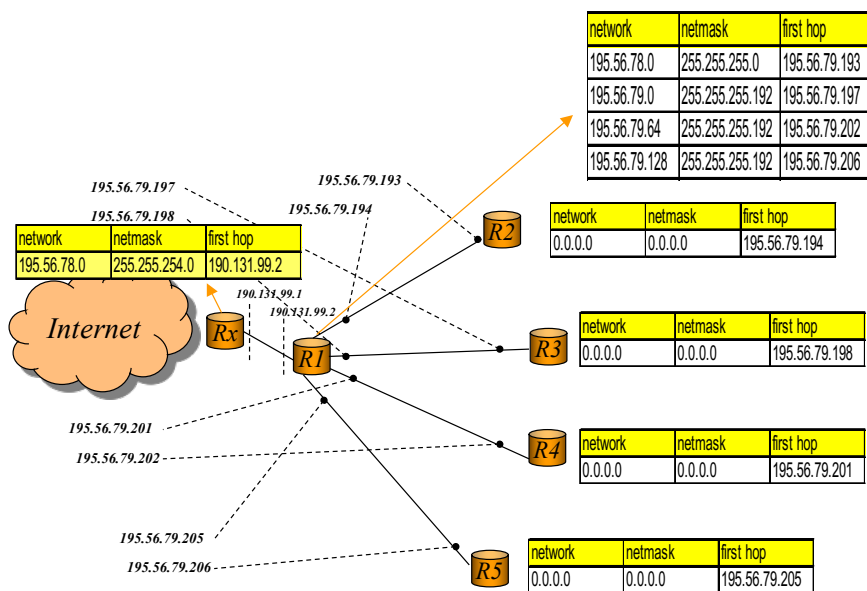 network netmask first hop
195.56.78.0 255.255.255.0 195.56.79.193
195.56.79.0 255.255.255.192 195.56.79.197
195.56.79.64 255.255.255.192 195.56.79.202
195.56.79.128 255.255.255.192 195.56.79.206
195.56.79.197
195.56.79.193
195.56.79.198
195.56.79.194
network netmask first hop
195.56.78.0 255.255.254.0 190.131.99.2
R2
network netmask first hop
0.0.0.0 0.0.0.0 195.56.79.194
190.131.99.1
190.131.99.2
Internet
Rx
R1
R3
network netmask first hop
0.0.0.0 0.0.0.0 195.56.79.198
195.56.79.201
195.56.79.202
R4
network netmask first hop
0.0.0.0 0.0.0.0 195.56.79.201
195.56.79.205
195.56.79.206
R5
network netmask first hop
0.0.0.0 0.0.0.0 195.56.79.205